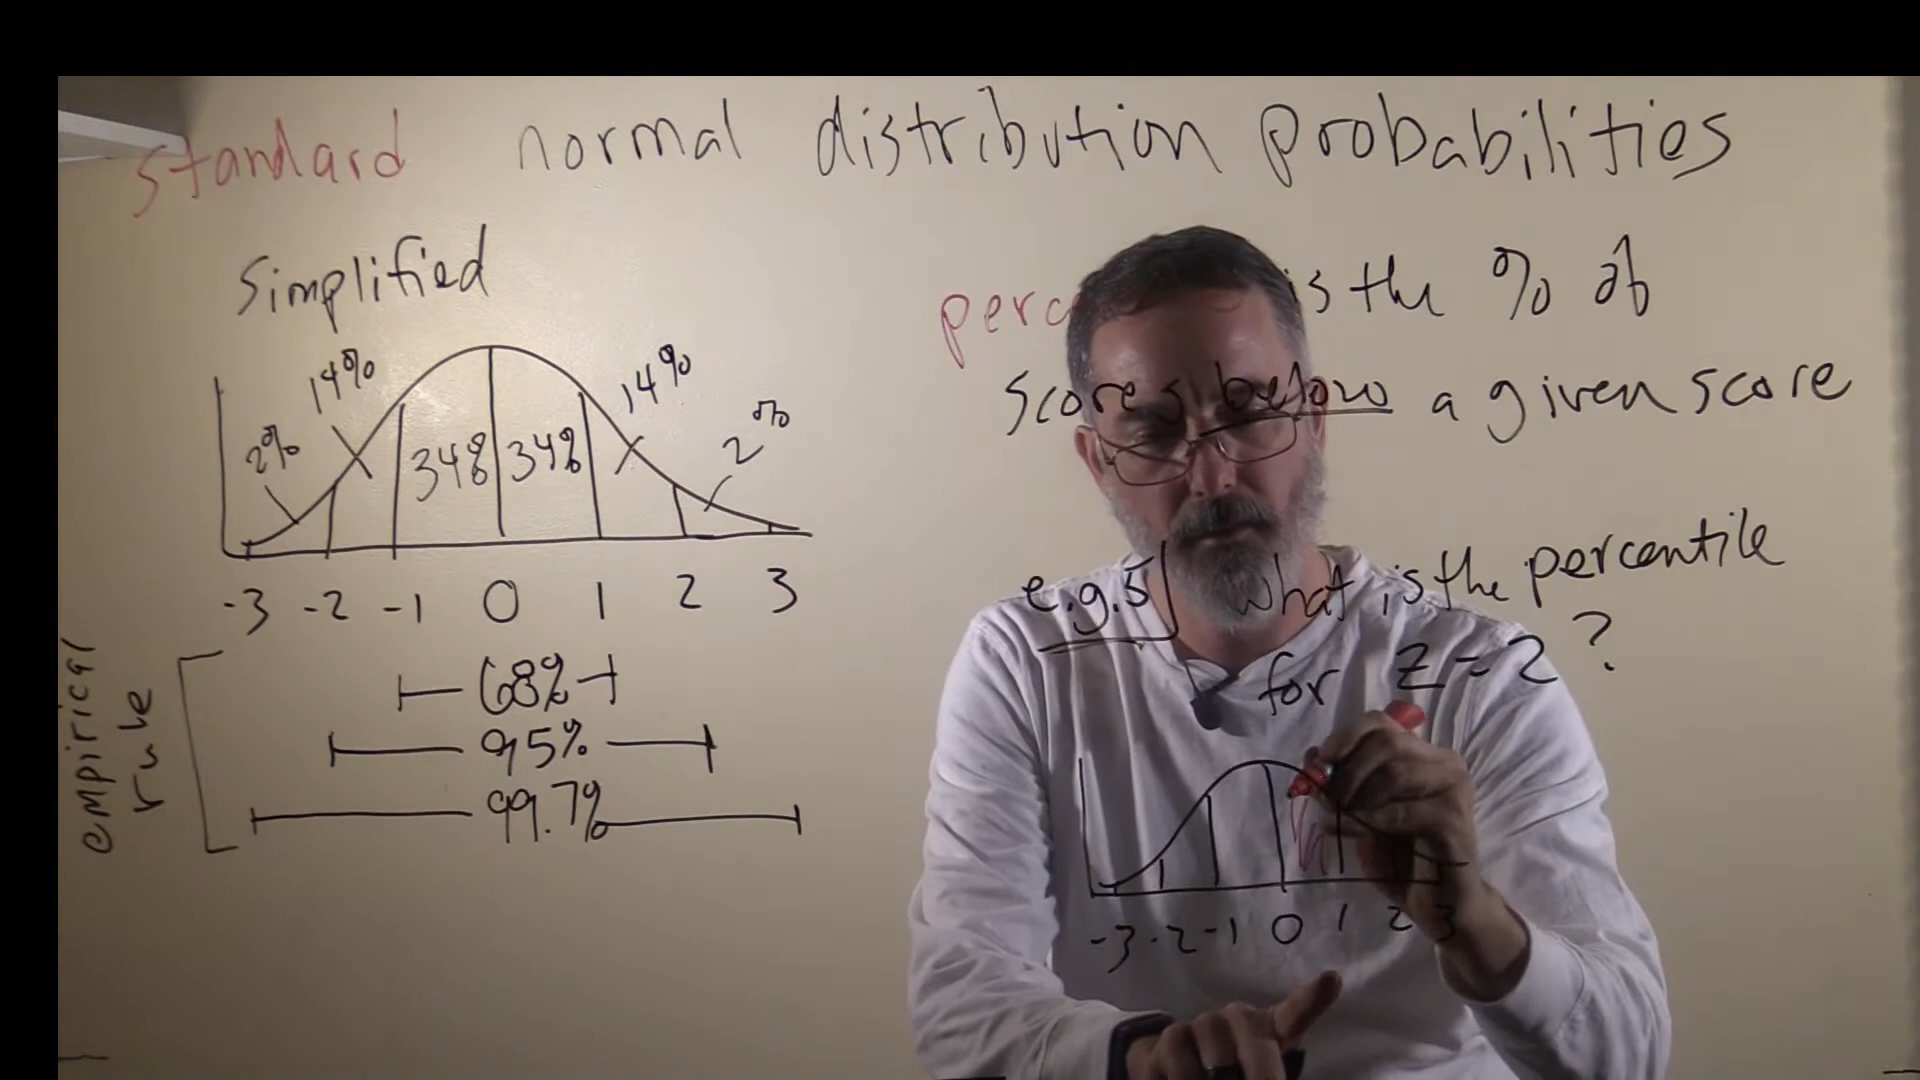 standard normal distribution probabilities
Simplified
14%
14%
2%
2%
34%
34%
-3 -2 -1 0 1 2 3
empirical
rule
68%
95%
99.7%
is the % of
scores below a given score
e.g.5 What is the percentile
for z=2?
-3 -2 -1 0 1 2 3